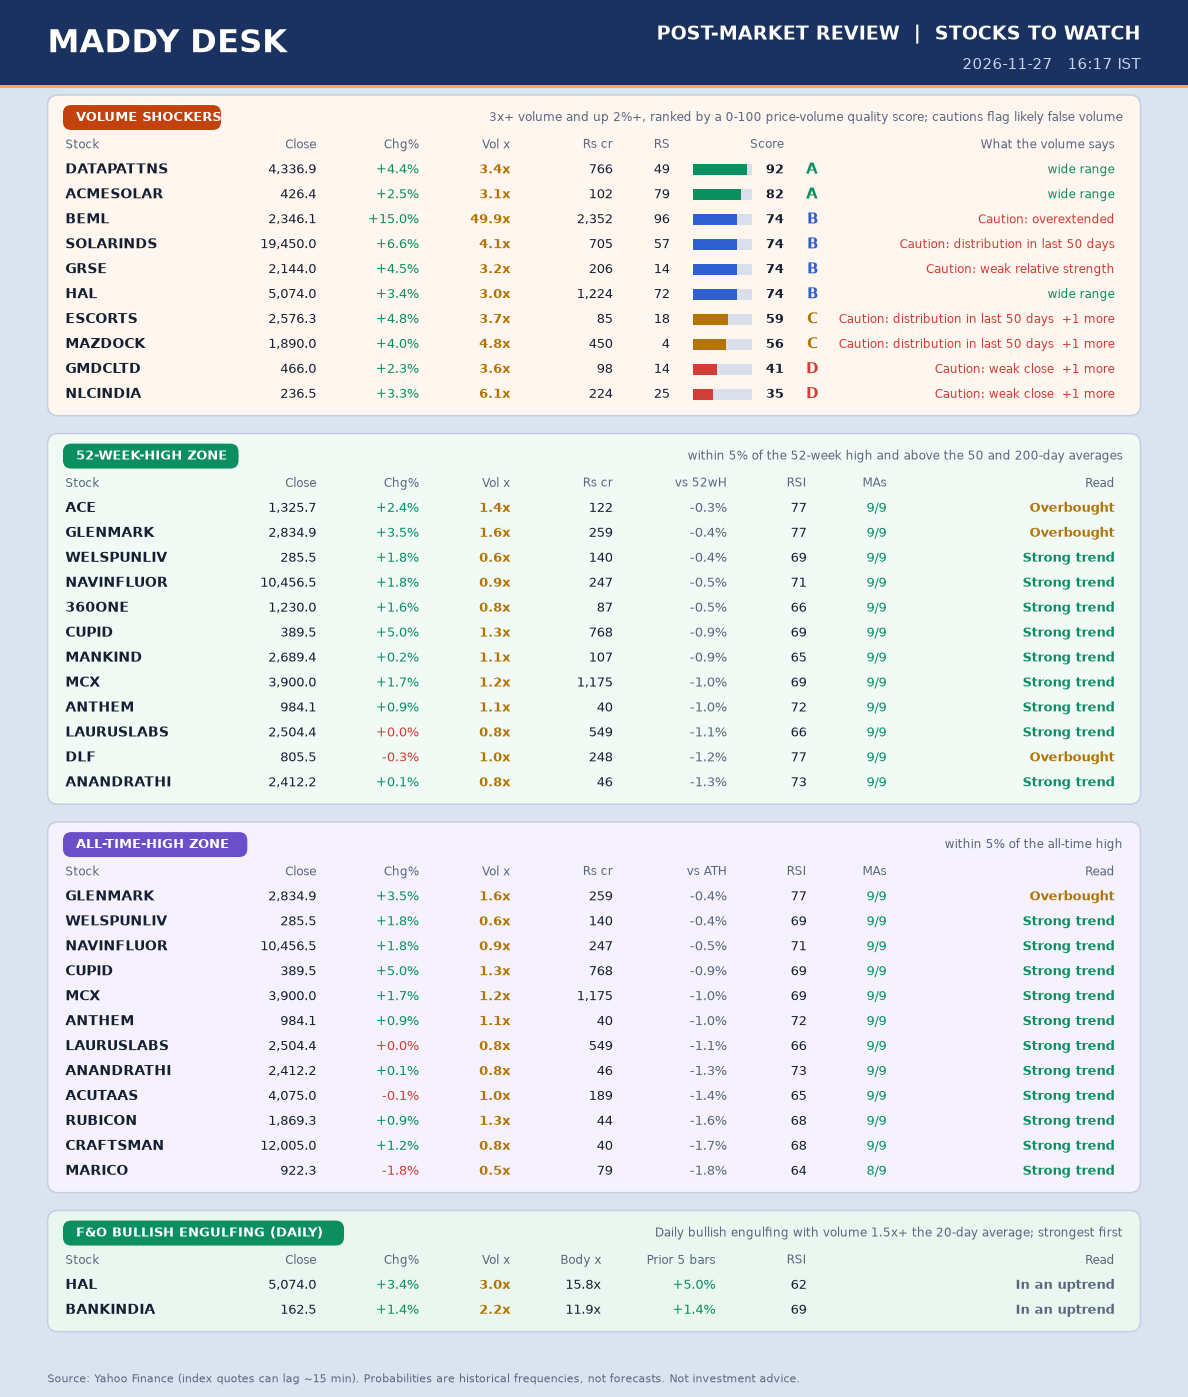 MADDY DESK
POST-MARKET REVIEW | STOCKS TO WATCH
2026-11-27 16:17 IST
VOLUME SHOCKERS 3x+ volume and up 2%+, ranked by a 0-100 price-volume quality score; cautions flag likely false volume
Stock Close Chg% Vol x Rs cr RS Score What the volume says
DATAPATTNS 4,336.9 +4.4% 3.4x 766 49 92 A wide range
ACMESOLAR 426.4 +2.5% 3.1x 102 79 82 A wide range
BEML 2,346.1 +15.0% 49.9x 2,352 96 74 B Caution: overextended
SOLARINDS 19,450.0 +6.6% 4.1x 705 57 74 B Caution: distribution in last 50 days
GRSE 2,144.0 +4.5% 3.2x 206 14 74 B Caution: weak relative strength
HAL 5,074.0 +3.4% 3.0x 1,224 72 74 B wide range
ESCORTS 2,576.3 +4.8% 3.7x 85 18 59 C Caution: distribution in last 50 days +1 more
MAZDOCK 1,890.0 +4.0% 4.8x 450 4 56 C Caution: distribution in last 50 days +1 more
GMDCLTD 466.0 +2.3% 3.6x 98 14 41 D Caution: weak close +1 more
NLCINDIA 236.5 +3.3% 6.1x 224 25 35 D Caution: weak close +1 more
52-WEEK-HIGH ZONE within 5% of the 52-week high and above the 50 and 200-day averages
Stock Close Chg% Vol x Rs cr vs 52wH RSI MAs Read
ACE 1,325.7 +2.4% 1.4x 122 -0.3% 77 9/9 Overbought
GLENMARK 2,834.9 +3.5% 1.6x 259 -0.4% 77 9/9 Overbought
WELSPUNLIV 285.5 +1.8% 0.6x 140 -0.4% 69 9/9 Strong trend
NAVINFLUOR 10,456.5 +1.8% 0.9x 247 -0.5% 71 9/9 Strong trend
360ONE 1,230.0 +1.6% 0.8x 87 -0.5% 66 9/9 Strong trend
CUPID 389.5 +5.0% 1.3x 768 -0.9% 69 9/9 Strong trend
MANKIND 2,689.4 +0.2% 1.1x 107 -0.9% 65 9/9 Strong trend
MCX 3,900.0 +1.7% 1.2x 1,175 -1.0% 69 9/9 Strong trend
ANTHEM 984.1 +0.9% 1.1x 40 -1.0% 72 9/9 Strong trend
LAURUSLABS 2,504.4 +0.0% 0.8x 549 -1.1% 66 9/9 Strong trend
DLF 805.5 -0.3% 1.0x 248 -1.2% 77 9/9 Overbought
ANANDRATHI 2,412.2 +0.1% 0.8x 46 -1.3% 73 9/9 Strong trend
ALL-TIME-HIGH ZONE within 5% of the all-time high
Stock Close Chg% Vol x Rs cr vs ATH RSI MAs Read
GLENMARK 2,834.9 +3.5% 1.6x 259 -0.4% 77 9/9 Overbought
WELSPUNLIV 285.5 +1.8% 0.6x 140 -0.4% 69 9/9 Strong trend
NAVINFLUOR 10,456.5 +1.8% 0.9x 247 -0.5% 71 9/9 Strong trend
CUPID 389.5 +5.0% 1.3x 768 -0.9% 69 9/9 Strong trend
MCX 3,900.0 +1.7% 1.2x 1,175 -1.0% 69 9/9 Strong trend
ANTHEM 984.1 +0.9% 1.1x 40 -1.0% 72 9/9 Strong trend
LAURUSLABS 2,504.4 +0.0% 0.8x 549 -1.1% 66 9/9 Strong trend
ANANDRATHI 2,412.2 +0.1% 0.8x 46 -1.3% 73 9/9 Strong trend
ACUTAAS 4,075.0 -0.1% 1.0x 189 -1.4% 65 9/9 Strong trend
RUBICON 1,869.3 +0.9% 1.3x 44 -1.6% 68 9/9 Strong trend
CRAFTSMAN 12,005.0 +1.2% 0.8x 40 -1.7% 68 9/9 Strong trend
MARICO 922.3 -1.8% 0.5x 79 -1.8% 64 8/9 Strong trend
F&O BULLISH ENGULFING (DAILY) Daily bullish engulfing with volume 1.5x+ the 20-day average; strongest first
Stock Close Chg% Vol x Body x Prior 5 bars RSI Read
HAL 5,074.0 +3.4% 3.0x 15.8x +5.0% 62 In an uptrend
BANKINDIA 162.5 +1.4% 2.2x 11.9x +1.4% 69 In an uptrend
Source: Yahoo Finance (index quotes can lag ~15 min). Probabilities are historical frequencies, not forecasts. Not investment advice.